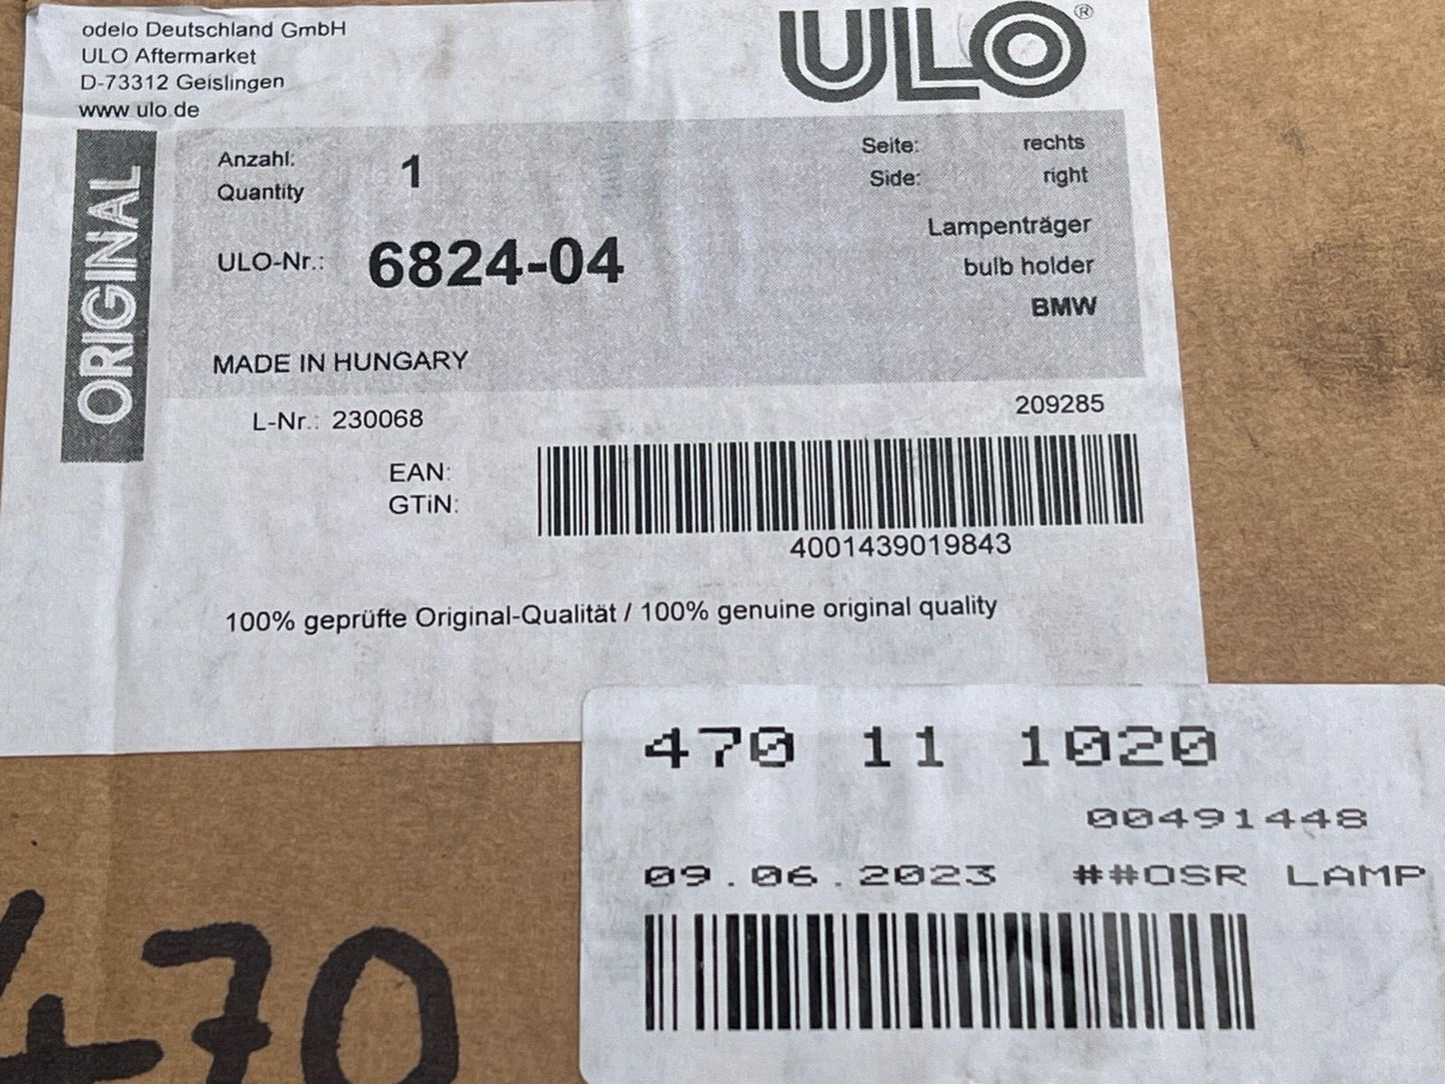 odelo Deutschland GmbH
ULO Aftermarket
D-73312 Geislingen
www.ulo.de
ULO®
ORIGINAL
Anzahl: 1
Quantity
Seite: rechts
Side: right
ULO-Nr.: 6824-04
Lampenträger
bulb holder
BMW
MADE IN HUNGARY
L-Nr.: 230068
209285
EAN:
GTiN:
4001439019843
100% geprüfte Original-Qualität / 100% genuine original quality
470 11 1020
00491448
09.06.2023 ##OSR LAMP
470